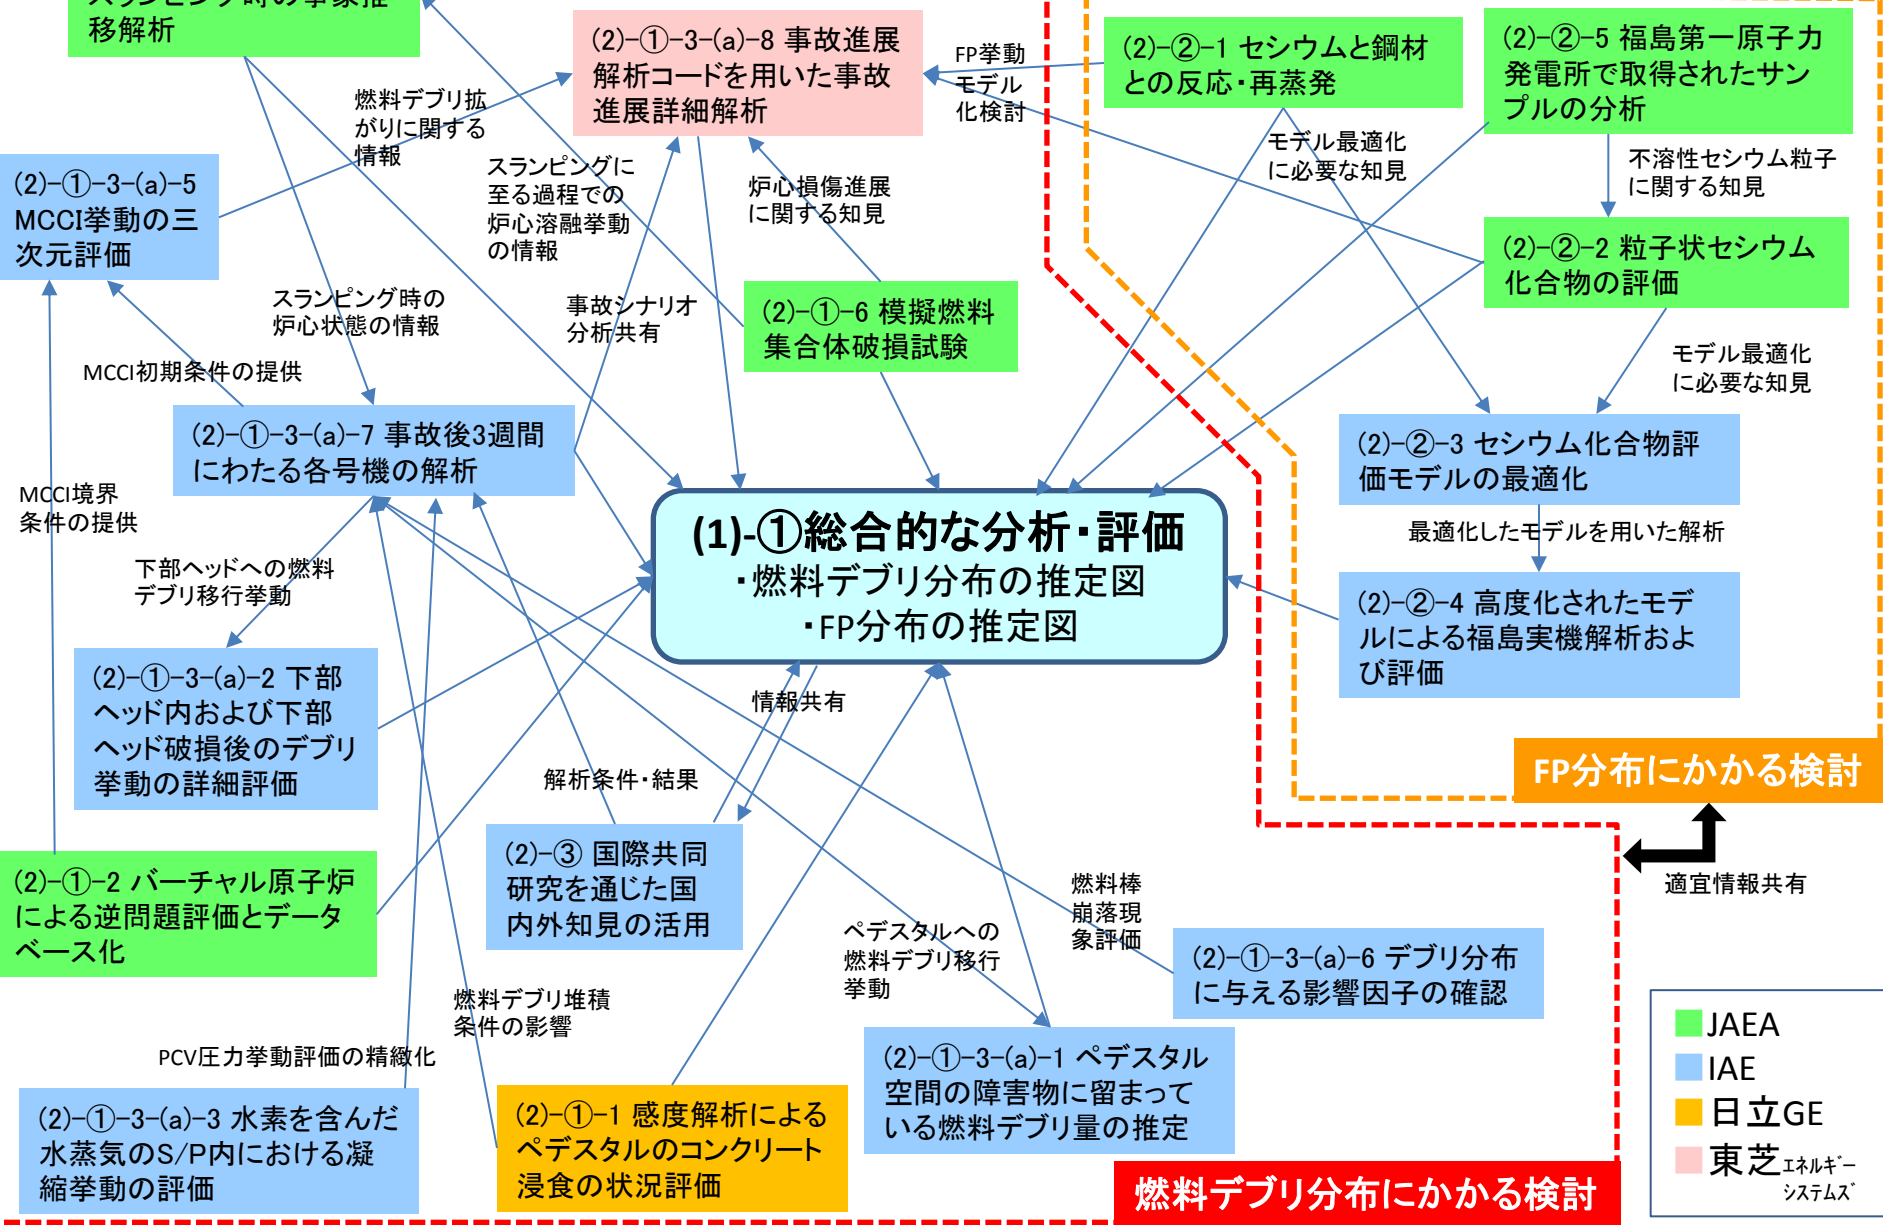 スランピング時の事象推
移解析
(2)-①-3-(a)-8 事故進展
解析コードを用いた事故
進展詳細解析
FP挙動
モデル
化検討
(2)-②-1 セシウムと鋼材
との反応・再蒸発
(2)-②-5 福島第一原子力
発電所で取得されたサン
プルの分析
燃料デブリ拡
がりに関する
情報
モデル最適化
に必要な知見
不溶性セシウム粒子
に関する知見
(2)-①-3-(a)-5
MCCI挙動の三
次元評価
スランピングに
至る過程での
炉心溶融挙動
の情報
炉心損傷進展
に関する知見
(2)-②-2 粒子状セシウム
化合物の評価
スランピング時の
炉心状態の情報
事故シナリオ
分析共有
(2)-①-6 模擬燃料
集合体破損試験
モデル最適化
に必要な知見
MCCI初期条件の提供
(2)-①-3-(a)-7 事故後3週間
にわたる各号機の解析
(2)-②-3 セシウム化合物評
価モデルの最適化
MCCI境界
条件の提供
(1)-①総合的な分析・評価
・燃料デブリ分布の推定図
・FP分布の推定図
最適化したモデルを用いた解析
下部ヘッドへの燃料
デブリ移行挙動
(2)-②-4 高度化されたモデ
ルによる福島実機解析およ
び評価
(2)-①-3-(a)-2 下部
ヘッド内および下部
ヘッド破損後のデブリ
挙動の詳細評価
情報共有
解析条件・結果
FP分布にかかる検討
(2)-①-2 バーチャル原子炉
による逆問題評価とデータ
ベース化
(2)-③ 国際共同
研究を通じた国
内外知見の活用
適宜情報共有
燃料棒
崩落現
象評価
ペデスタルへの
燃料デブリ移行
挙動
(2)-①-3-(a)-6 デブリ分布
に与える影響因子の確認
燃料デブリ堆積
条件の影響
PCV圧力挙動評価の精緻化
(2)-①-3-(a)-3 水素を含んだ
水蒸気のS/P内における凝
縮挙動の評価
(2)-①-1 感度解析による
ペデスタルのコンクリート
浸食の状況評価
(2)-①-3-(a)-1 ペデスタル
空間の障害物に留まって
いる燃料デブリ量の推定
燃料デブリ分布にかかる検討
JAEA
IAE
日立GE
東芝エネルギー
システムズ